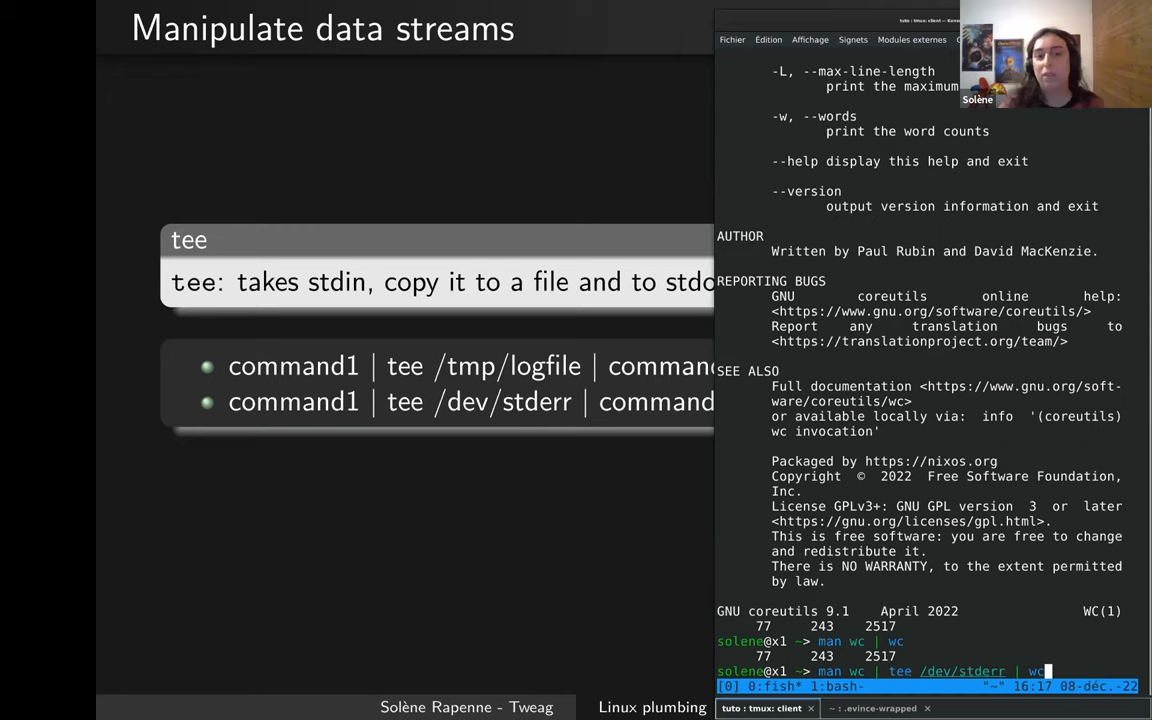 Manipulate data streams
tee
tee: takes stdin, copy it to a file and to stdo
command1 | tee /tmp/logfile | comman
command1 | tee /dev/stderr | command
Solène Rapenne - Tweag
Linux plumbing
tuto : tmux: client —
Fichier Édition Affichage Signets Modules externes
Solène
-L, --max-line-length
print the maximum
-w, --words
print the word counts
--help display this help and exit
--version
output version information and exit
AUTHOR
Written by Paul Rubin and David MacKenzie.
REPORTING BUGS
GNU coreutils online help:
<https://www.gnu.org/software/coreutils/>
Report any translation bugs to
<https://translationproject.org/team/>
SEE ALSO
Full documentation <https://www.gnu.org/soft-
ware/coreutils/wc>
or available locally via: info '(coreutils)
wc invocation'
Packaged by https://nixos.org
Copyright © 2022 Free Software Foundation,
Inc.
License GPLv3+: GNU GPL version 3 or later
<https://gnu.org/licenses/gpl.html>.
This is free software: you are free to change
and redistribute it.
There is NO WARRANTY, to the extent permitted
by law.
GNU coreutils 9.1 April 2022 WC(1)
77 243 2517
solene@x1 ~> man wc | wc
77 243 2517
solene@x1 ~> man wc | tee /dev/stderr | wc
[0] 0:fish* 1:bash- "~" 16:17 08-déc.-22
tuto : tmux: client × ~ : .evince-wrapped ×